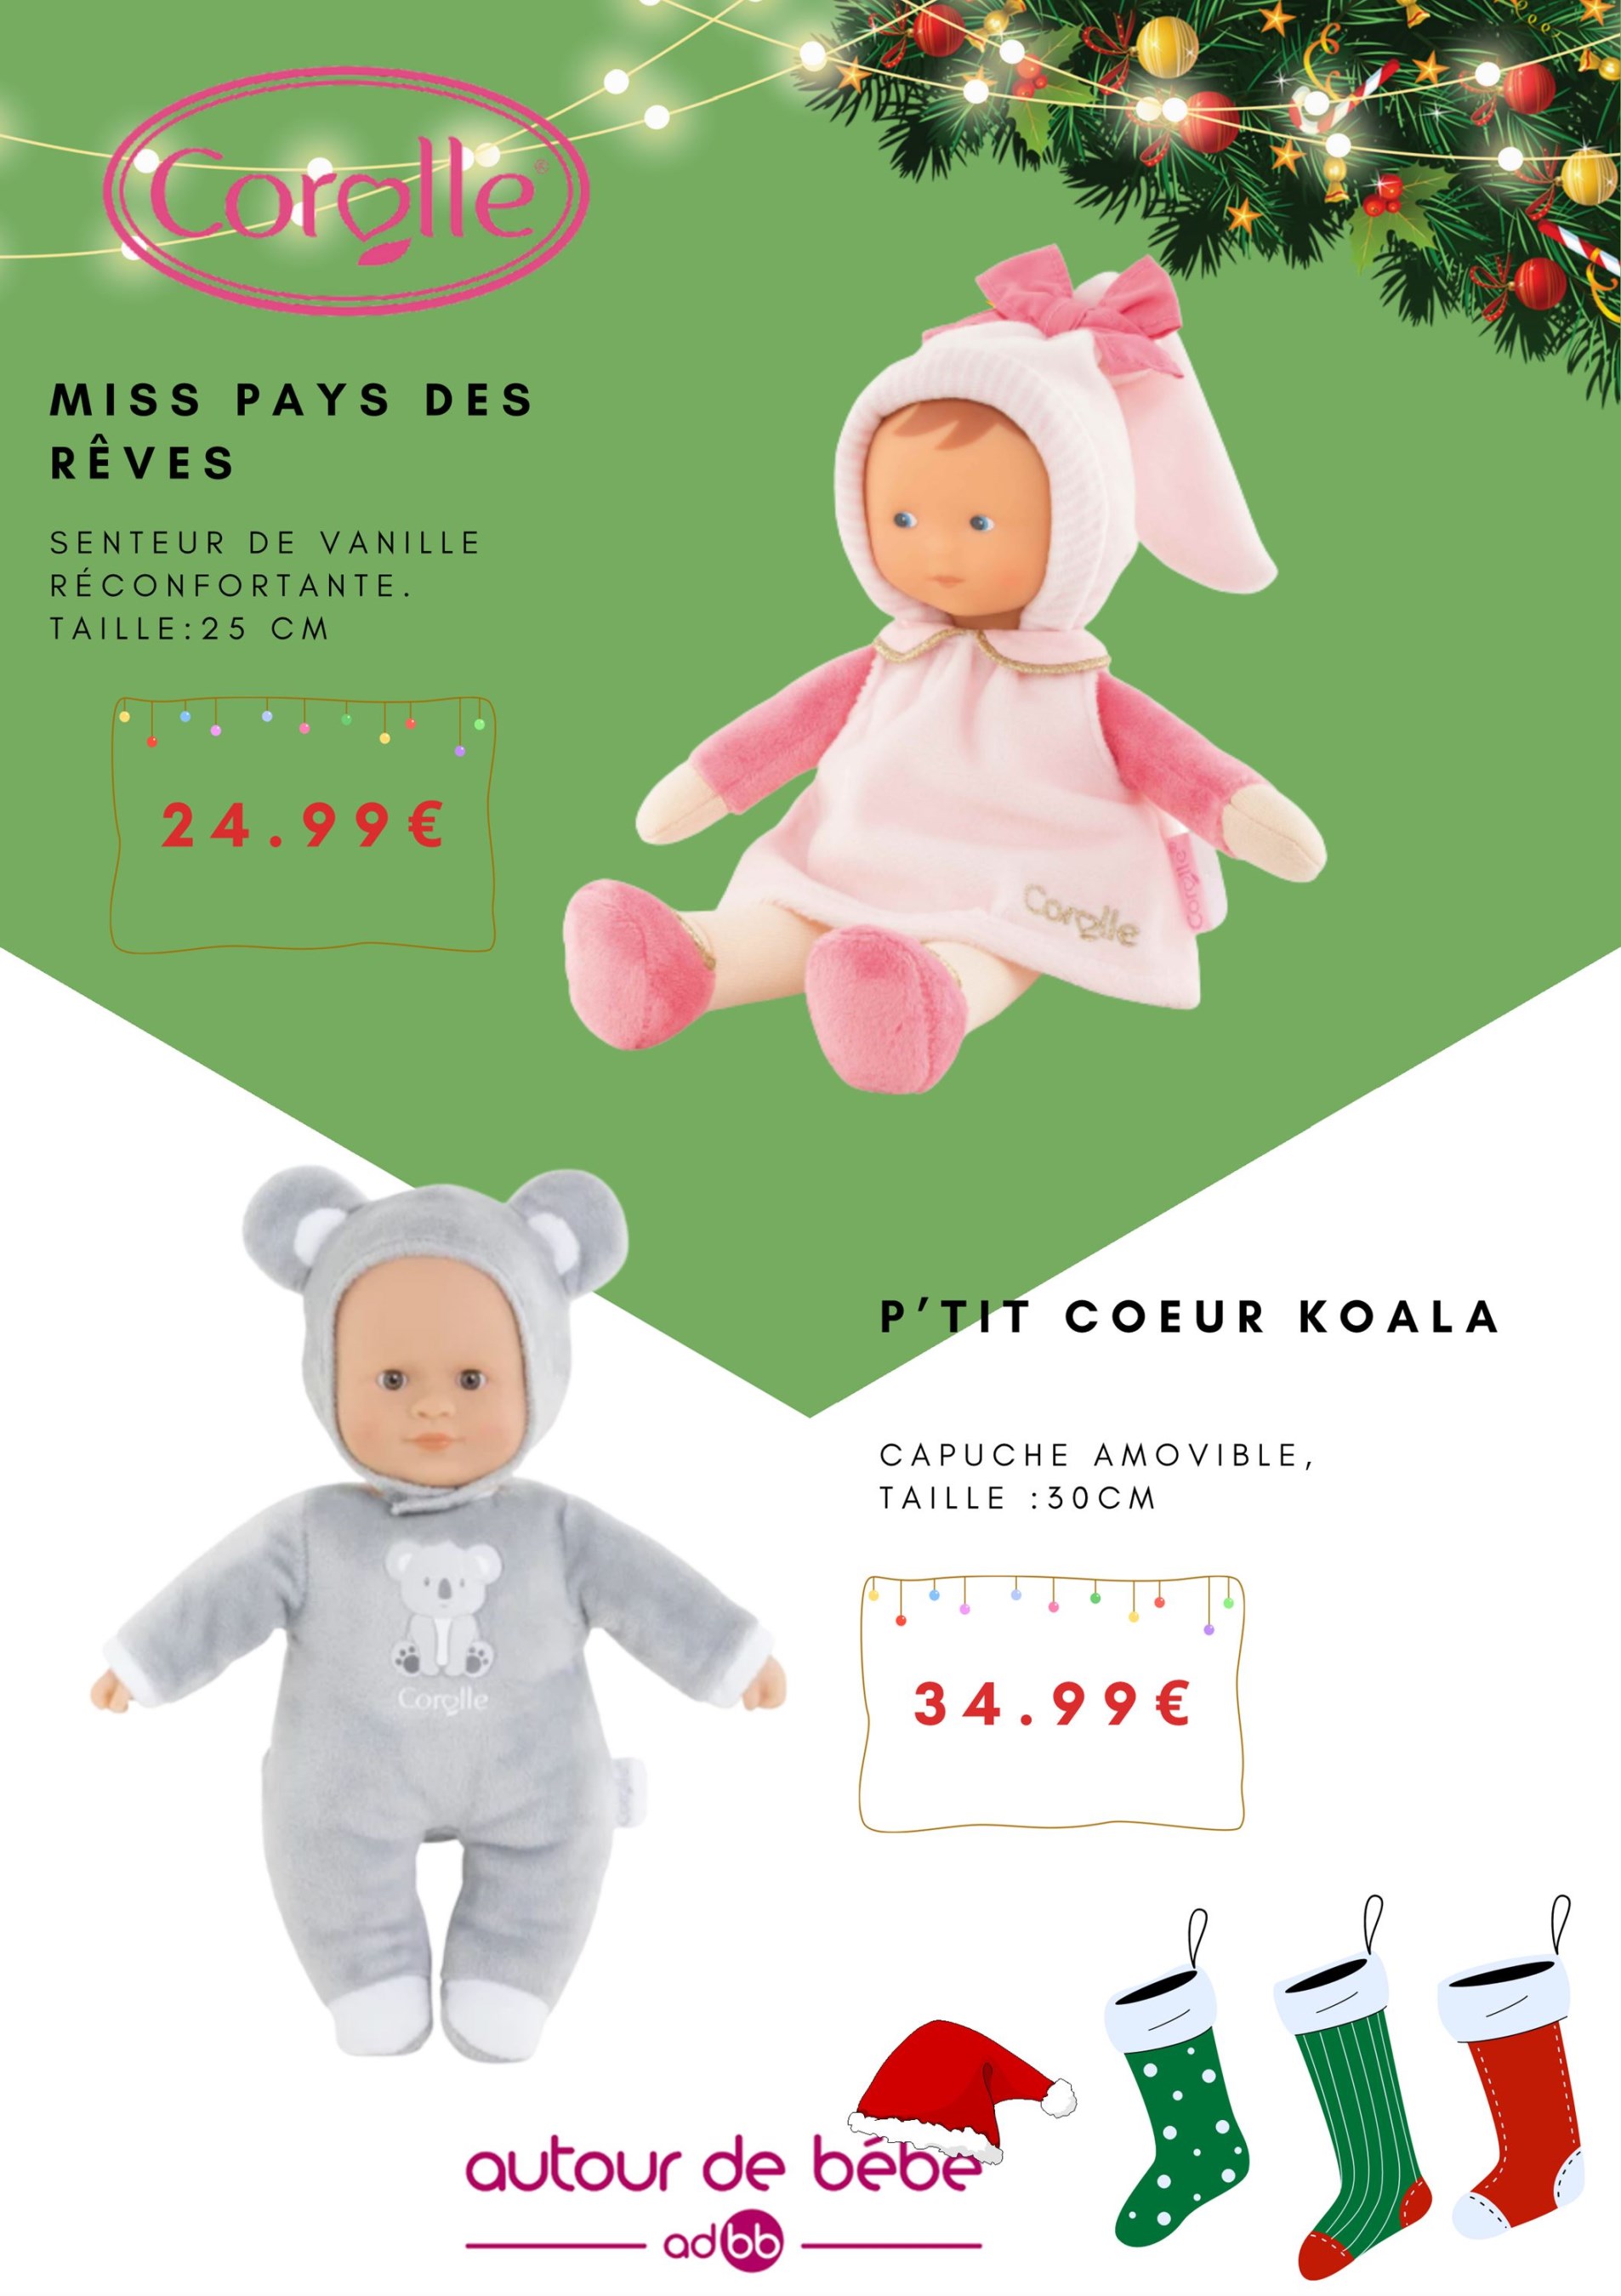 Corolle
MISS PAYS DES
RÊVES
SENTEUR DE VANILLE
RÉCONFORTANTE.
TAILLE:25 CM
24.99€
Corolle
Corolle
P'TIT COEUR KOALA
CAPUCHE AMOVIBLE,
TAILLE :30CM
Corolle
34.99€
autour de bébé
adbb